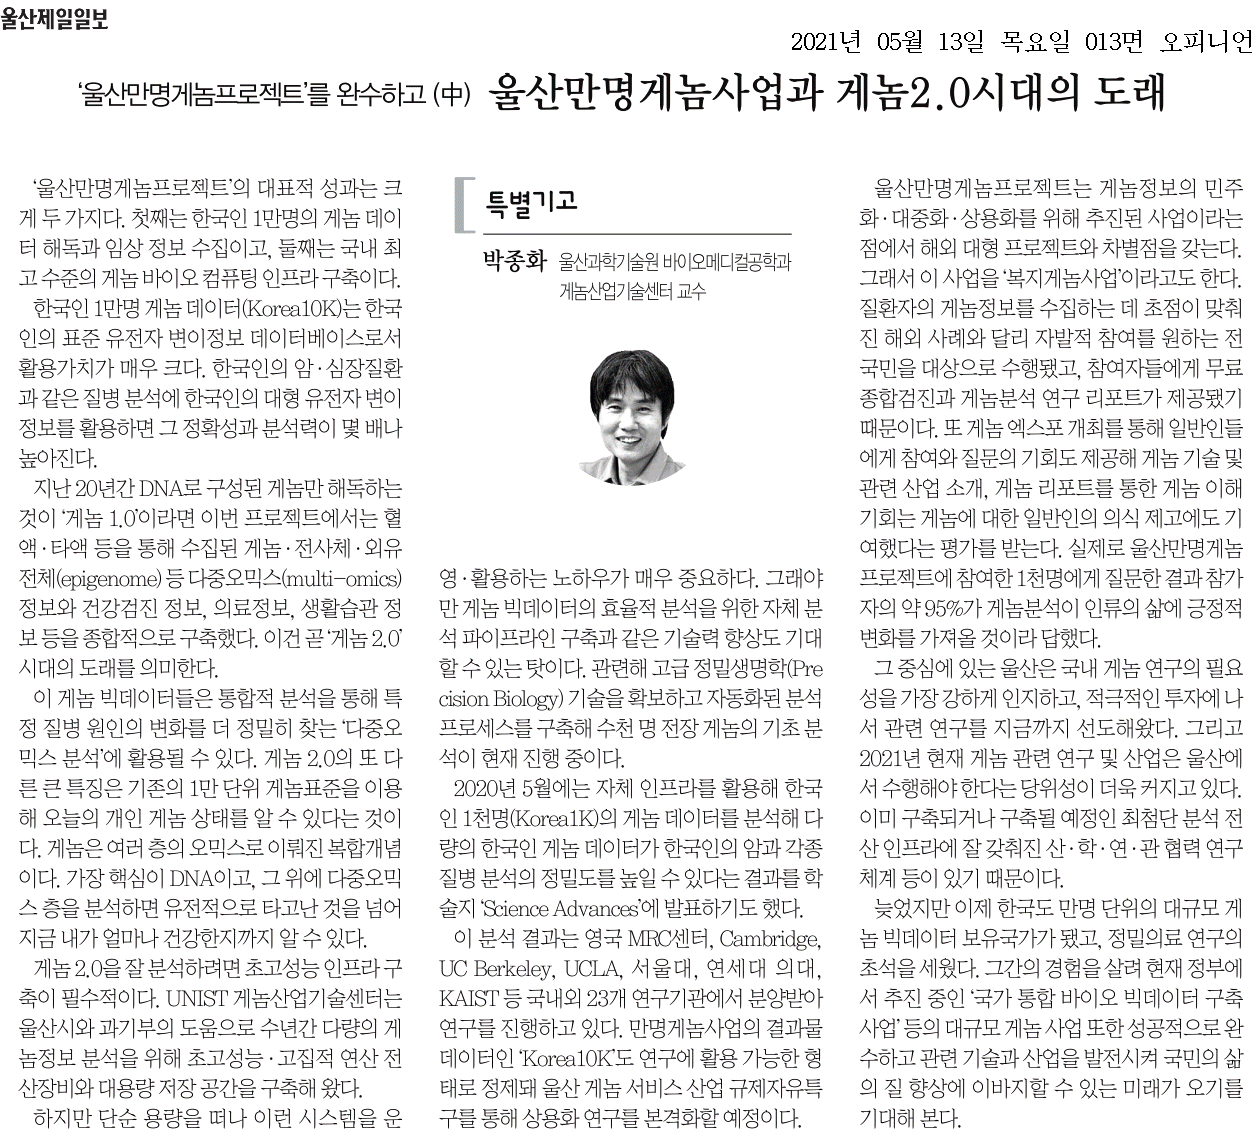 울산제일일보
2021년 05월 13일 목요일 013면 오피니언
‘울산만명게놈프로젝트’를 완수하고 (中) 울산만명게놈사업과 게놈2.0시대의 도래
‘울산만명게놈프로젝트’의 대표적 성과는 크
게 두 가지다. 첫째는 한국인 1만명의 게놈 데이
터 해독과 임상 정보 수집이고, 둘째는 국내 최
고 수준의 게놈 바이오 컴퓨팅 인프라 구축이다.
한국인 1만명 게놈 데이터(Korea10K)는 한국
인의 표준 유전자 변이정보 데이터베이스로서
활용가치가 매우 크다. 한국인의 암·심장질환
과 같은 질병 분석에 한국인의 대형 유전자 변이
정보를 활용하면 그 정확성과 분석력이 몇 배나
높아진다.
지난 20년간 DNA로 구성된 게놈만 해독하는
것이 ‘게놈 1.0’이라면 이번 프로젝트에서는 혈
액·타액 등을 통해 수집된 게놈·전사체·외유
전체(epigenome) 등 다중오믹스(multi-omics)
정보와 건강검진 정보, 의료정보, 생활습관 정
보 등을 종합적으로 구축했다. 이건 곧 ‘게놈 2.0’
시대의 도래를 의미한다.
이 게놈 빅데이터들은 통합적 분석을 통해 특
정 질병 원인의 변화를 더 정밀히 찾는 ‘다중오
믹스 분석’에 활용될 수 있다. 게놈 2.0의 또 다
른 큰 특징은 기존의 1만 단위 게놈표준을 이용
해 오늘의 개인 게놈 상태를 알 수 있다는 것이
다. 게놈은 여러 층의 오믹스로 이뤄진 복합개념
이다. 가장 핵심이 DNA이고, 그 위에 다중오믹
스 층을 분석하면 유전적으로 타고난 것을 넘어
지금 내가 얼마나 건강한지까지 알 수 있다.
게놈 2.0을 잘 분석하려면 초고성능 인프라 구
축이 필수적이다. UNIST 게놈산업기술센터는
울산시와 과기부의 도움으로 수년간 다량의 게
놈정보 분석을 위해 초고성능·고집적 연산 전
산장비와 대용량 저장 공간을 구축해 왔다.
하지만 단순 용량을 떠나 이런 시스템을 운
특별기고
박종화 울산과학기술원 바이오메디컬공학과
게놈산업기술센터 교수
영·활용하는 노하우가 매우 중요하다. 그래야
만 게놈 빅데이터의 효율적 분석을 위한 자체 분
석 파이프라인 구축과 같은 기술력 향상도 기대
할 수 있는 탓이다. 관련해 고급 정밀생명학(Pre
cision Biology) 기술을 확보하고 자동화된 분석
프로세스를 구축해 수천 명 전장 게놈의 기초 분
석이 현재 진행 중이다.
2020년 5월에는 자체 인프라를 활용해 한국
인 1천명(Korea1K)의 게놈 데이터를 분석해 다
량의 한국인 게놈 데이터가 한국인의 암과 각종
질병 분석의 정밀도를 높일 수 있다는 결과를 학
술지 ‘Science Advances’에 발표하기도 했다.
이 분석 결과는 영국 MRC센터, Cambridge,
UC Berkeley, UCLA, 서울대, 연세대 의대,
KAIST 등 국내외 23개 연구기관에서 분양받아
연구를 진행하고 있다. 만명게놈사업의 결과물
데이터인 ‘Korea10K’도 연구에 활용 가능한 형
태로 정제돼 울산 게놈 서비스 산업 규제자유특
구를 통해 상용화 연구를 본격화할 예정이다.
울산만명게놈프로젝트는 게놈정보의 민주
화·대중화·상용화를 위해 추진된 사업이라는
점에서 해외 대형 프로젝트와 차별점을 갖는다.
그래서 이 사업을 ‘복지게놈사업’이라고도 한다.
질환자의 게놈정보를 수집하는 데 초점이 맞춰
진 해외 사례와 달리 자발적 참여를 원하는 전
국민을 대상으로 수행됐고, 참여자들에게 무료
종합검진과 게놈분석 연구 리포트가 제공됐기
때문이다. 또 게놈 엑스포 개최를 통해 일반인들
에게 참여와 질문의 기회도 제공해 게놈 기술 및
관련 산업 소개, 게놈 리포트를 통한 게놈 이해
기회는 게놈에 대한 일반인의 의식 제고에도 기
여했다는 평가를 받는다. 실제로 울산만명게놈
프로젝트에 참여한 1천명에게 질문한 결과 참가
자의 약 95%가 게놈분석이 인류의 삶에 긍정적
변화를 가져올 것이라 답했다.
그 중심에 있는 울산은 국내 게놈 연구의 필요
성을 가장 강하게 인지하고, 적극적인 투자에 나
서 관련 연구를 지금까지 선도해왔다. 그리고
2021년 현재 게놈 관련 연구 및 산업은 울산에
서 수행해야 한다는 당위성이 더욱 커지고 있다.
이미 구축되거나 구축될 예정인 최첨단 분석 전
산 인프라에 잘 갖춰진 산·학·연·관 협력 연구
체계 등이 있기 때문이다.
늦었지만 이제 한국도 만명 단위의 대규모 게
놈 빅데이터 보유국가가 됐고, 정밀의료 연구의
초석을 세웠다. 그간의 경험을 살려 현재 정부에
서 추진 중인 ‘국가 통합 바이오 빅데이터 구축
사업’ 등의 대규모 게놈 사업 또한 성공적으로 완
수하고 관련 기술과 산업을 발전시켜 국민의 삶
의 질 향상에 이바지할 수 있는 미래가 오기를
기대해 본다.